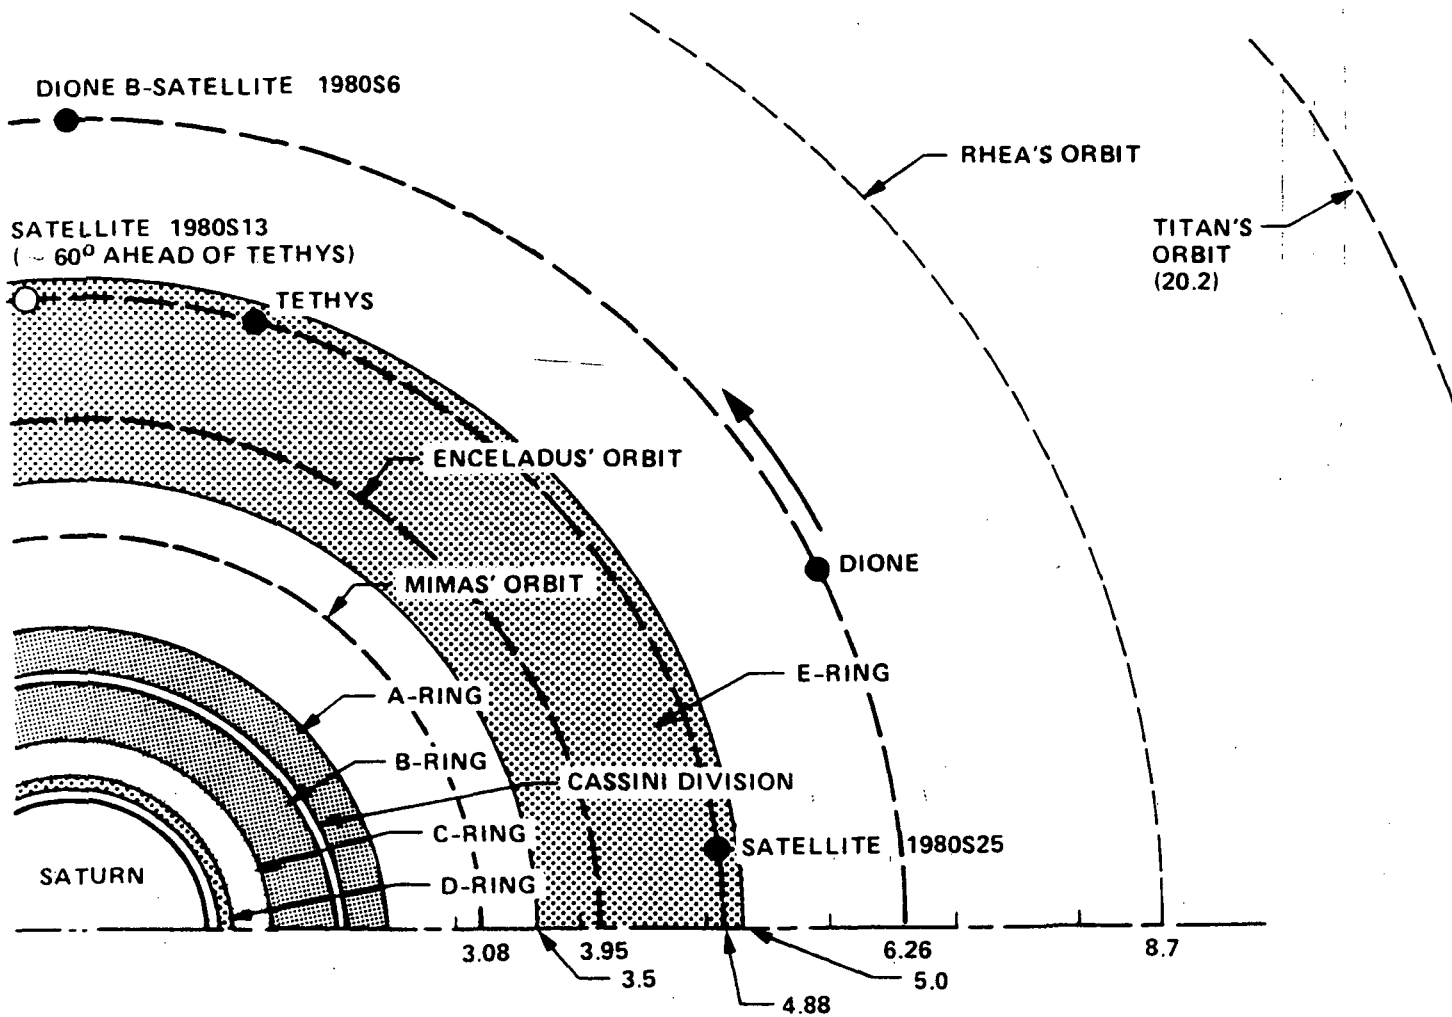 DIONE B-SATELLITE 1980S6
RHEA'S ORBIT
TITAN'S
ORBIT
(20.2)
SATELLITE 1980S13
(~60° AHEAD OF TETHYS)
TETHYS
ENCELADUS' ORBIT
DIONE
MIMAS' ORBIT
E-RING
A-RING
B-RING
CASSINI DIVISION
C-RING
SATELLITE 1980S25
SATURN
D-RING
3.08
3.95
6.26
8.7
3.5
5.0
4.88